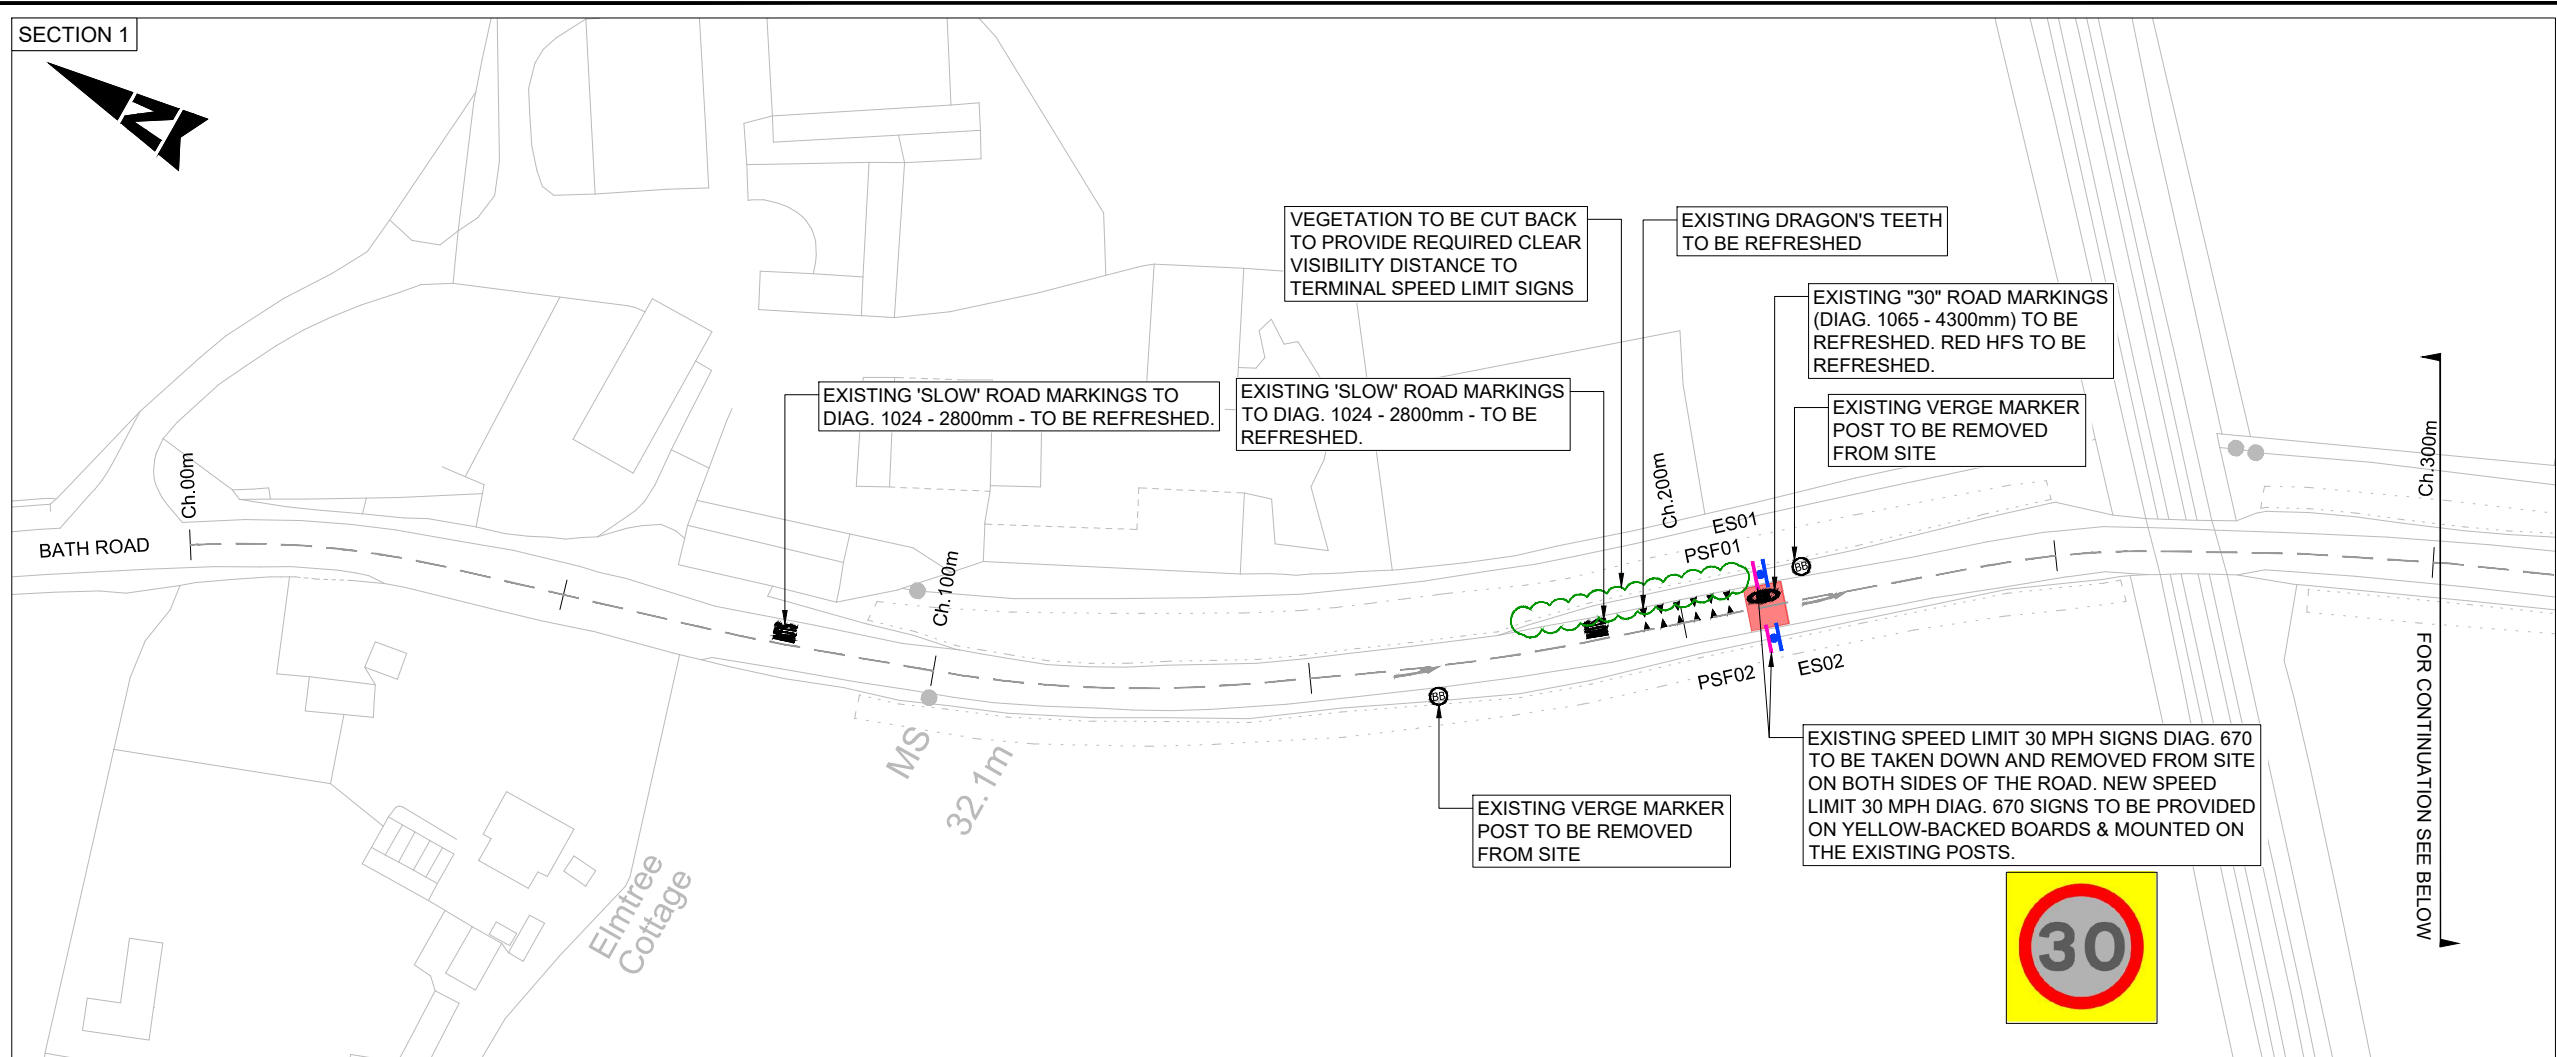 SECTION 1
N
VEGETATION TO BE CUT BACK
TO PROVIDE REQUIRED CLEAR
VISIBILITY DISTANCE TO
TERMINAL SPEED LIMIT SIGNS
EXISTING DRAGON'S TEETH
TO BE REFRESHED
EXISTING "30" ROAD MARKINGS
(DIAG. 1065 - 4300mm) TO BE
REFRESHED. RED HFS TO BE
REFRESHED.
EXISTING 'SLOW' ROAD MARKINGS TO
DIAG. 1024 - 2800mm - TO BE REFRESHED.
EXISTING 'SLOW' ROAD MARKINGS
TO DIAG. 1024 - 2800mm - TO BE
REFRESHED.
EXISTING VERGE MARKER
POST TO BE REMOVED
FROM SITE
Ch.00m
Ch.100m
Ch.200m
Ch.300m
BATH ROAD
ES01
PSF01
BB
BB
PSF02
ES02
MS
32.1m
Elmtree
Cottage
EXISTING VERGE MARKER
POST TO BE REMOVED
FROM SITE
EXISTING SPEED LIMIT 30 MPH SIGNS DIAG. 670
TO BE TAKEN DOWN AND REMOVED FROM SITE
ON BOTH SIDES OF THE ROAD. NEW SPEED
LIMIT 30 MPH DIAG. 670 SIGNS TO BE PROVIDED
ON YELLOW-BACKED BOARDS & MOUNTED ON
THE EXISTING POSTS.
30
FOR CONTINUATION SEE BELOW